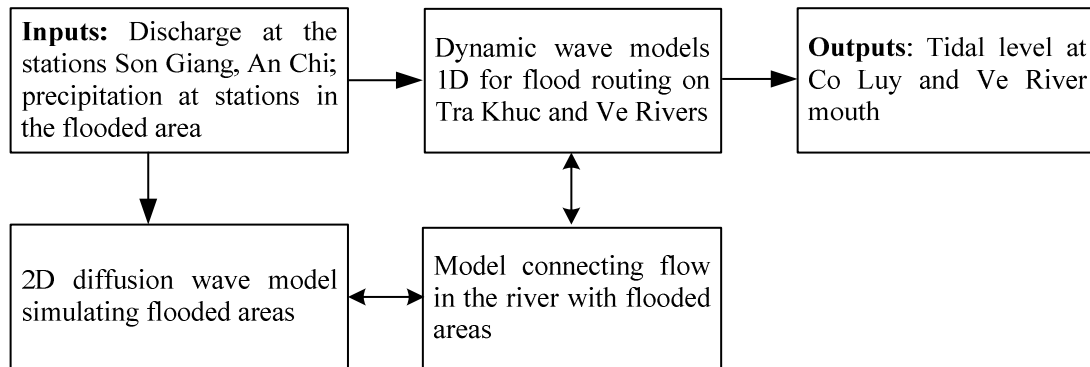 Inputs: Discharge at the
stations Son Giang, An Chi;
precipitation at stations in
the flooded area
Dynamic wave models
1D for flood routing on
Tra Khuc and Ve Rivers
Outputs: Tidal level at
Co Luy and Ve River
mouth
2D diffusion wave model
simulating flooded areas
Model connecting flow
in the river with flooded
areas